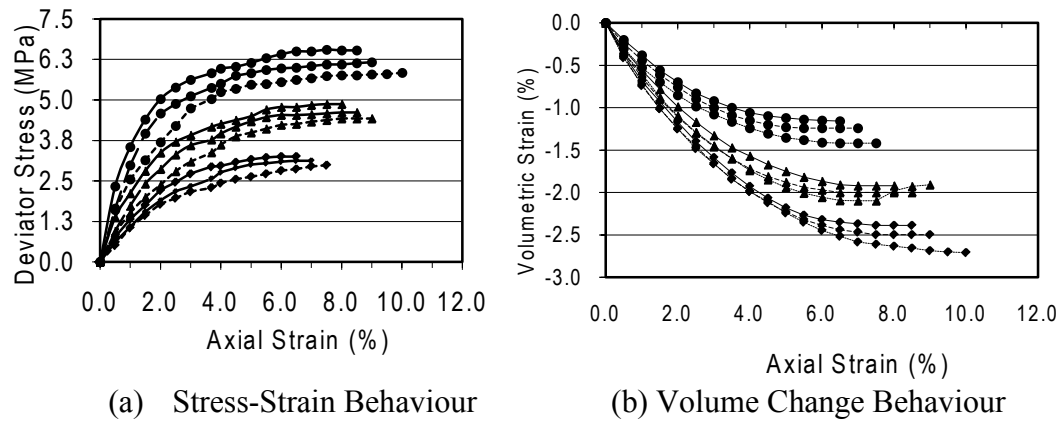 7.5
6.3
5.0
3.8
2.5
1.3
0.0
Deviator Stress (MPa)
0.0 2.0 4.0 6.0 8.0 10.0 12.0
Axial Strain (%)
(a) Stress-Strain Behaviour
0.0
-0.5
-1.0
-1.5
-2.0
-2.5
-3.0
Volumetric Strain (%)
0.0 2.0 4.0 6.0 8.0 10.0 12.0
Axial Strain (%)
(b) Volume Change Behaviour